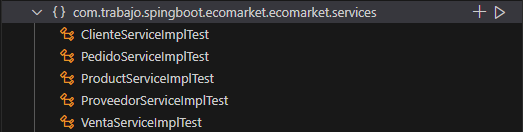 {} com.trabajo.spingboot.ecomarket.ecomarket.services
ClienteServiceImplTest
PedidoServiceImplTest
ProductServiceImplTest
ProveedorServiceImplTest
VentaServiceImplTest